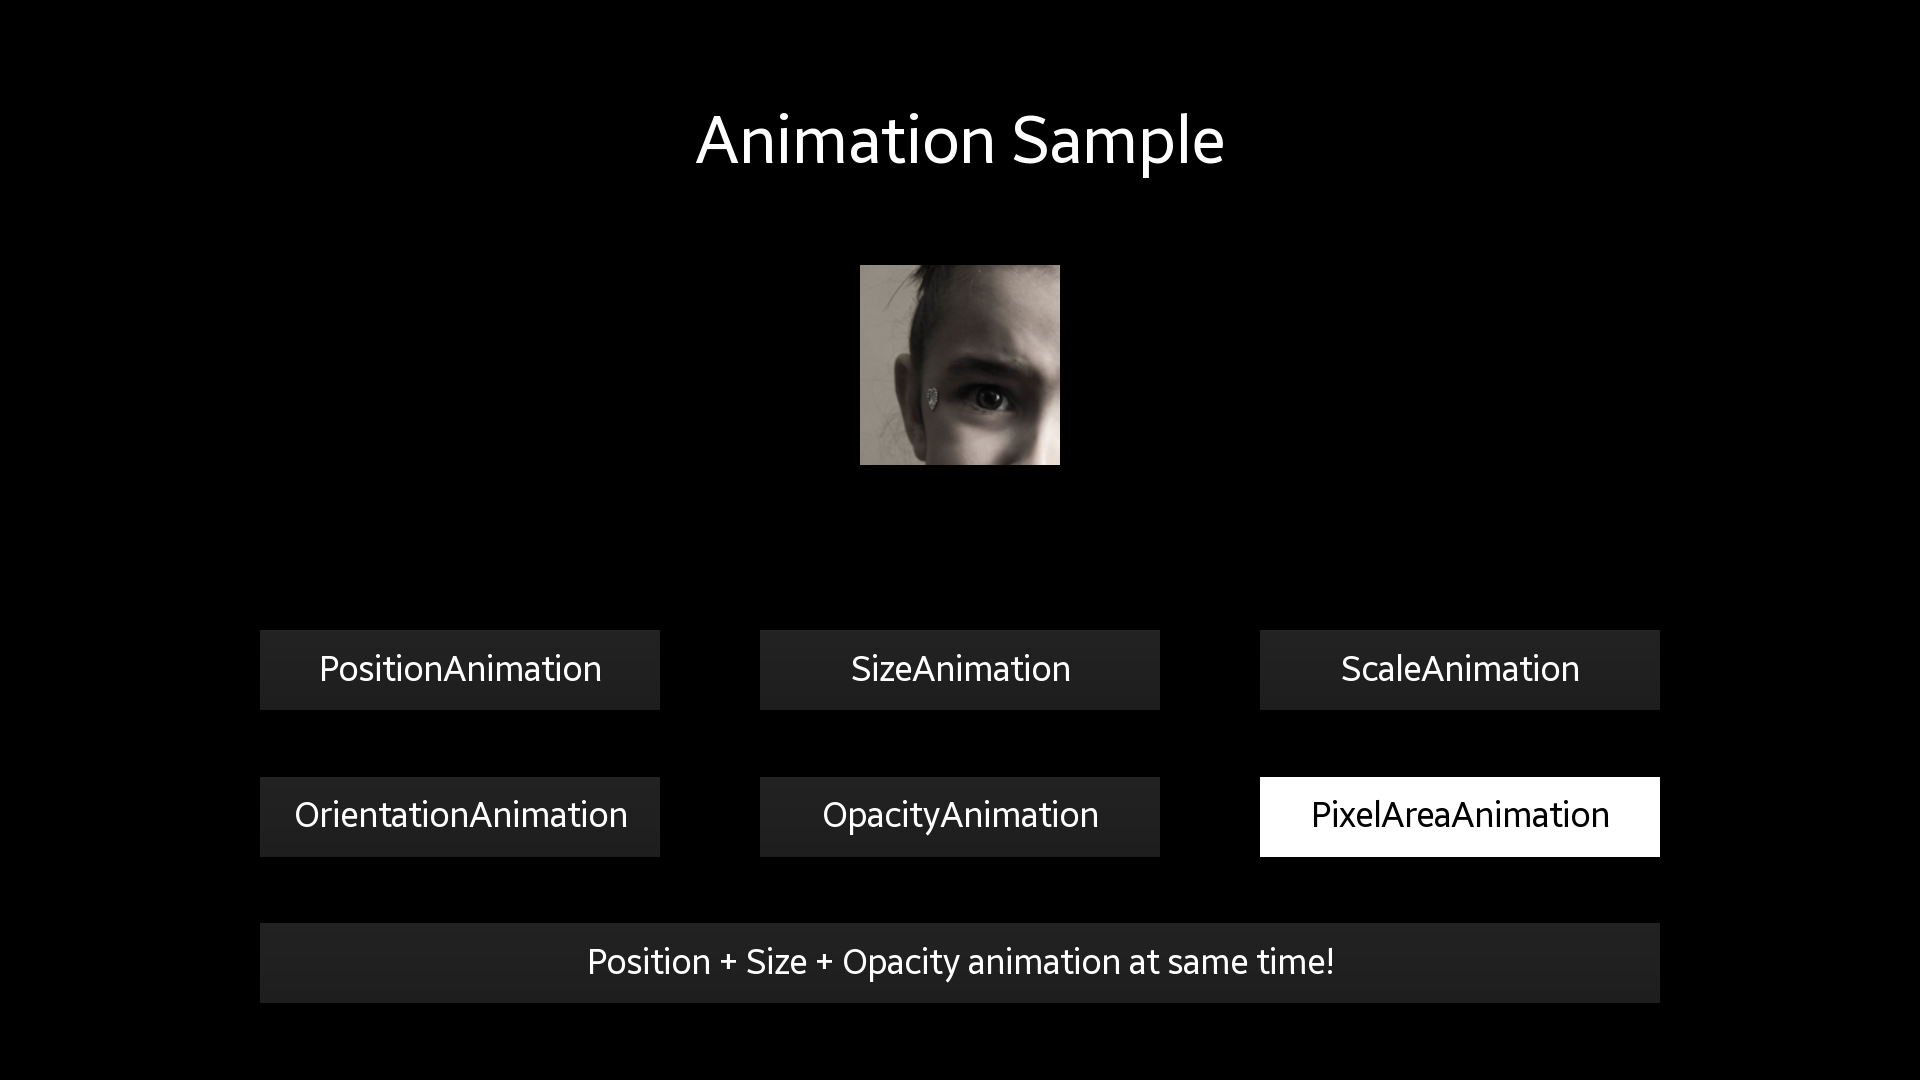 Animation Sample
PositionAnimation
SizeAnimation
ScaleAnimation
OrientationAnimation
OpacityAnimation
PixelAreaAnimation
Position + Size + Opacity animation at same time!